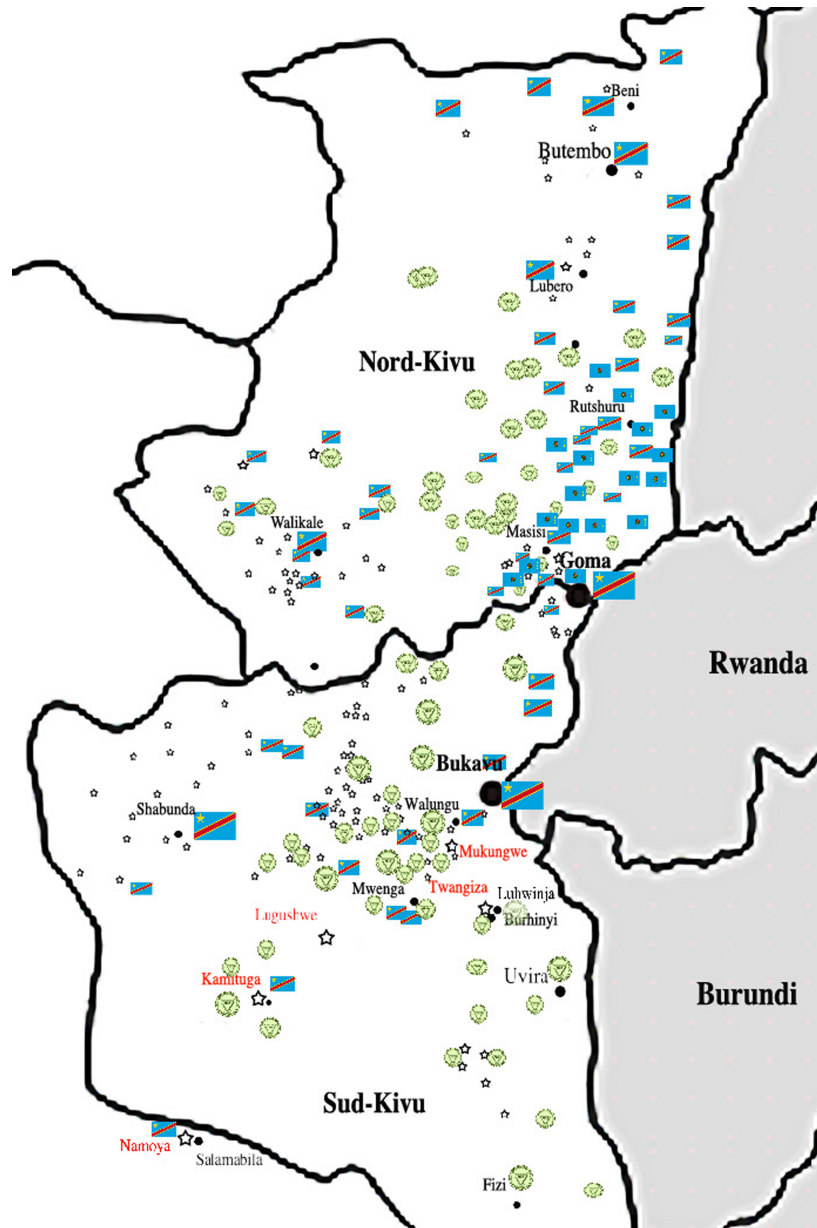 Beni
Butembo
Lubero
Nord-Kivu
Rutshuru
Walikale
Masisi
Goma
Rwanda
Bukavu
Shabunda
Walungu
Mukungwe
Mwenga
Twangiza
Luhwinja
Lugushwe
Burhinyi
Uvira
Kamituga
Burundi
Sud-Kivu
Namoya
Salamabila
Fizi